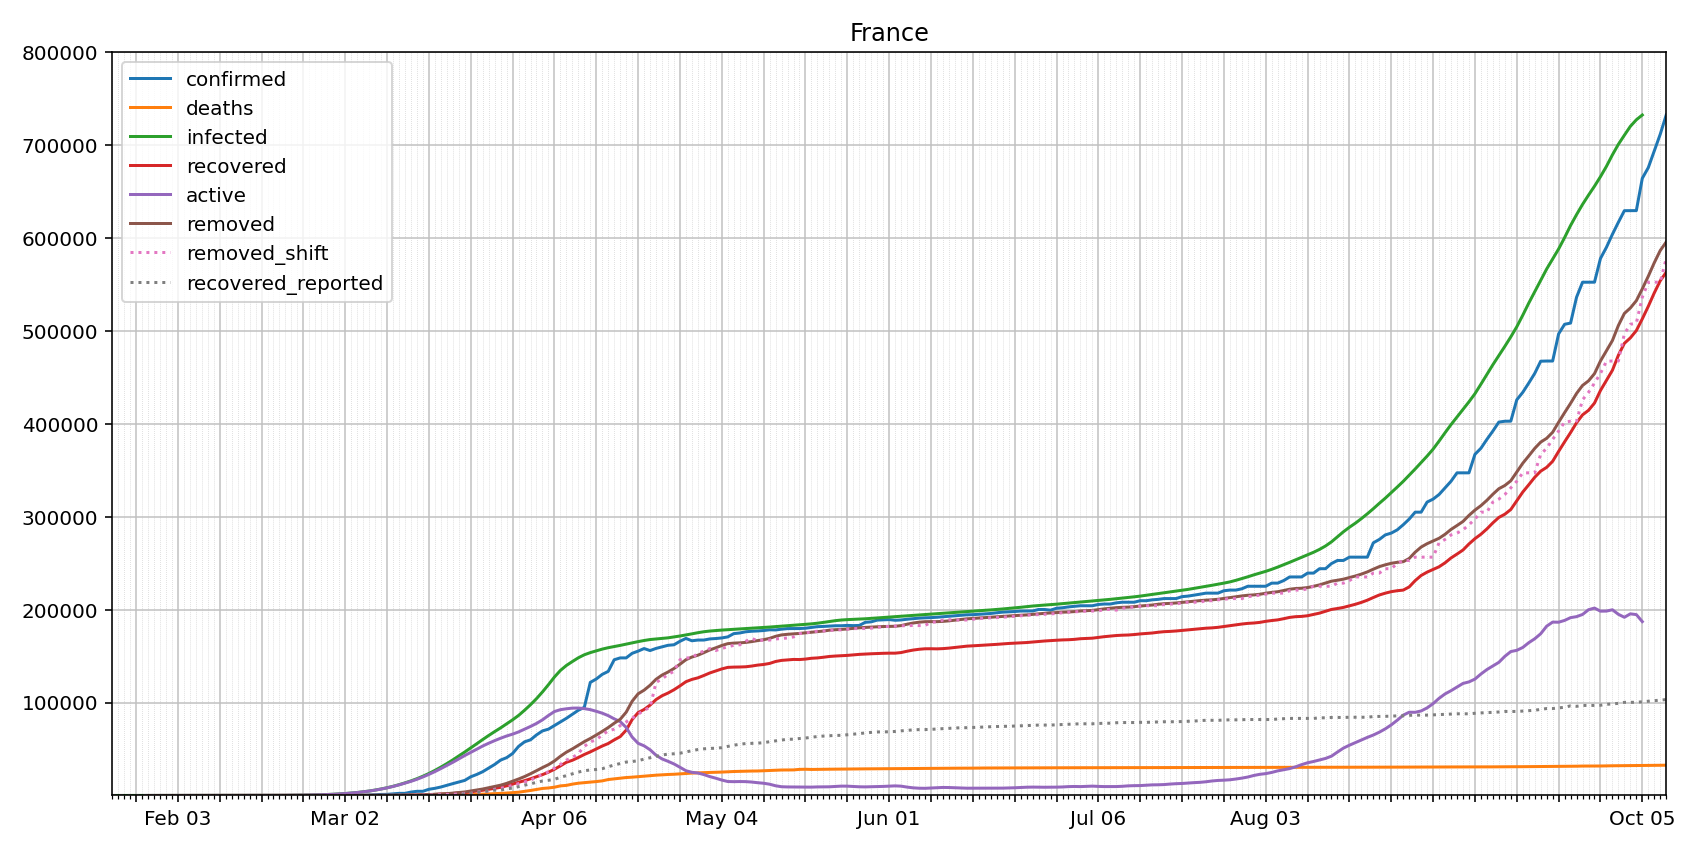 France
800000
700000
600000
500000
400000
300000
200000
100000
confirmed
deaths
infected
recovered
active
removed
removed_shift
recovered_reported
Feb 03
Mar 02
Apr 06
May 04
Jun 01
Jul 06
Aug 03
Oct 05